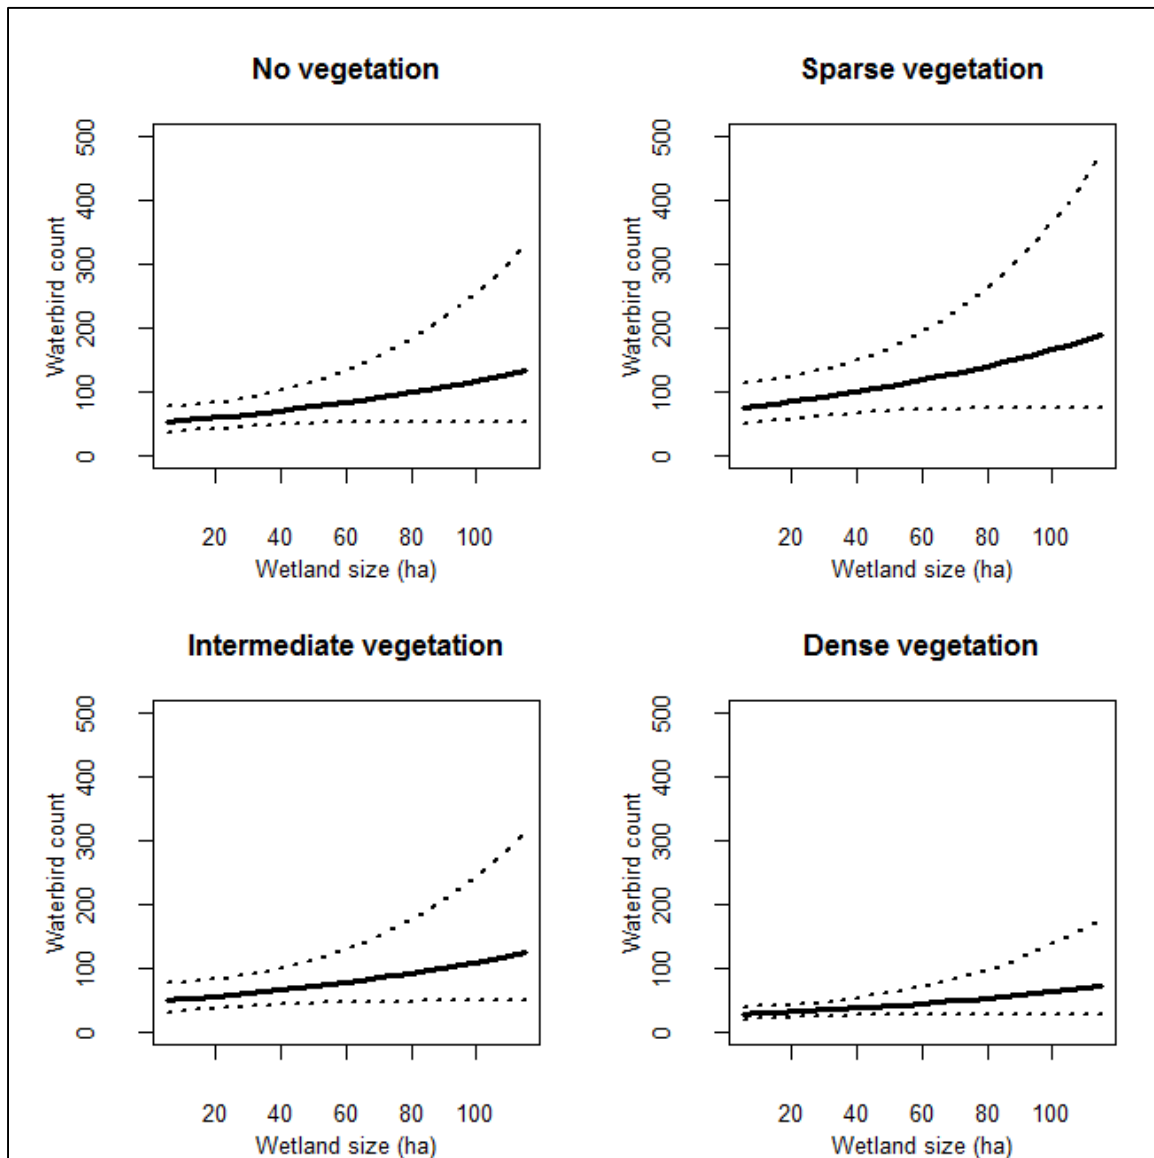 No vegetation
500
400
300
200
100
0
Waterbird count
20 40 60 80 100
Wetland size (ha)
Sparse vegetation
500
400
300
200
100
0
Waterbird count
20 40 60 80 100
Wetland size (ha)
Intermediate vegetation
500
400
300
200
100
0
Waterbird count
20 40 60 80 100
Wetland size (ha)
Dense vegetation
500
400
300
200
100
0
Waterbird count
20 40 60 80 100
Wetland size (ha)